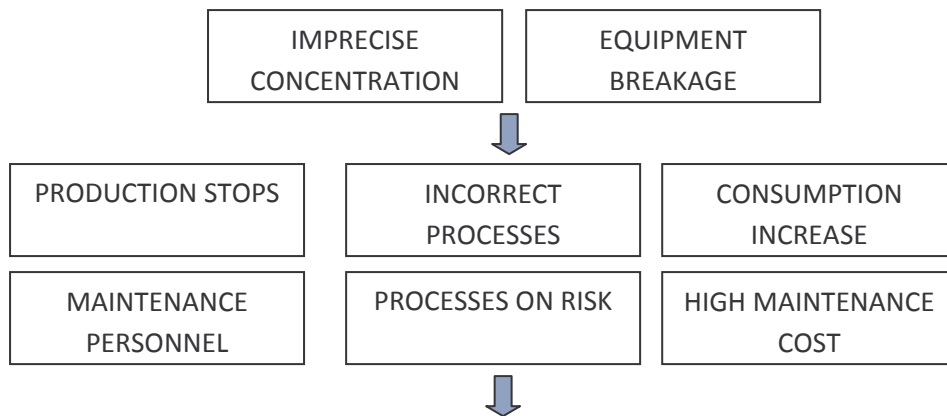 IMPRECISE
CONCENTRATION
EQUIPMENT
BREAKAGE
PRODUCTION STOPS
INCORRECT
PROCESSES
CONSUMPTION
INCREASE
MAINTENANCE
PERSONNEL
PROCESSES ON RISK
HIGH MAINTENANCE
COST